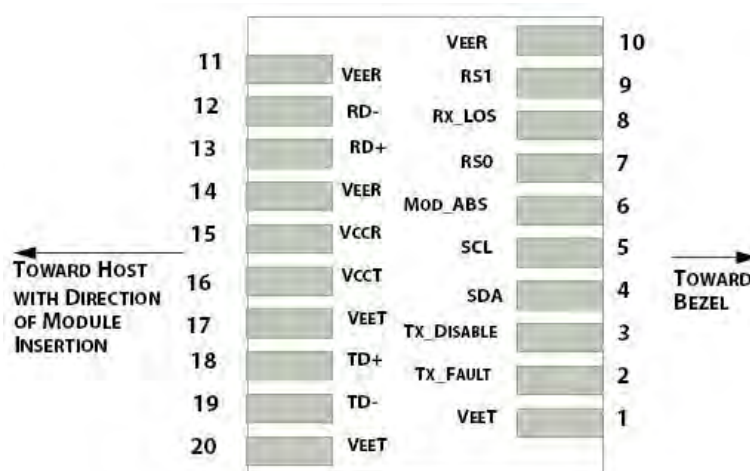 11 VEER
12 RD-
13 RD+
14 VEER
15 VCCR
16 VCCT
17 VEET
18 TD+
19 TD-
20 VEET
VEER 10
RS1 9
RX_LOS 8
RS0 7
MOD_ABS 6
SCL 5
SDA 4
TX_DISABLE 3
TX_FAULT 2
VEET 1
TOWARD HOST
WITH DIRECTION
OF MODULE
INSERTION
TOWARD
BEZEL